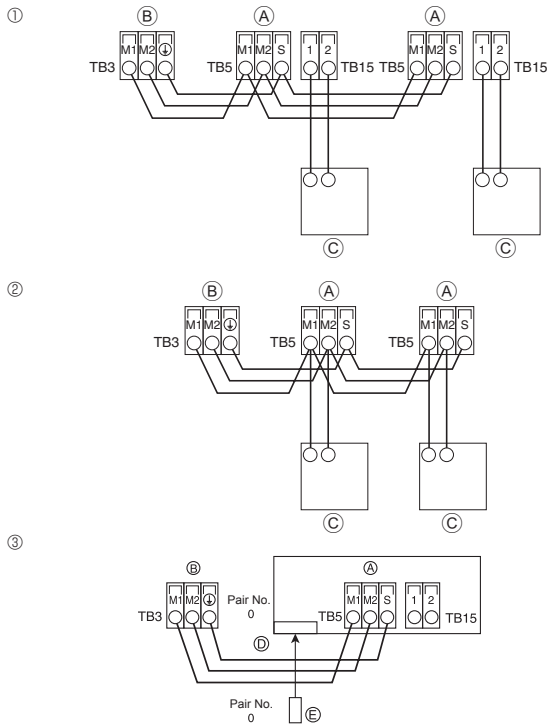 ①
Ⓑ Ⓐ Ⓐ
M1 M2 ⏚ M1 M2 S 1 2 M1 M2 S 1 2
TB3 TB5 TB15 TB5 TB15
Ⓒ Ⓒ
②
Ⓑ Ⓐ Ⓐ
M1 M2 ⏚ M1 M2 S M1 M2 S
TB3 TB5 TB5
Ⓒ Ⓒ
③
Ⓑ Ⓐ
M1 M2 ⏚ Pair No. M1 M2 S 1 2
TB3 0 TB5 TB15
Ⓓ
Pair No.
0 Ⓔ